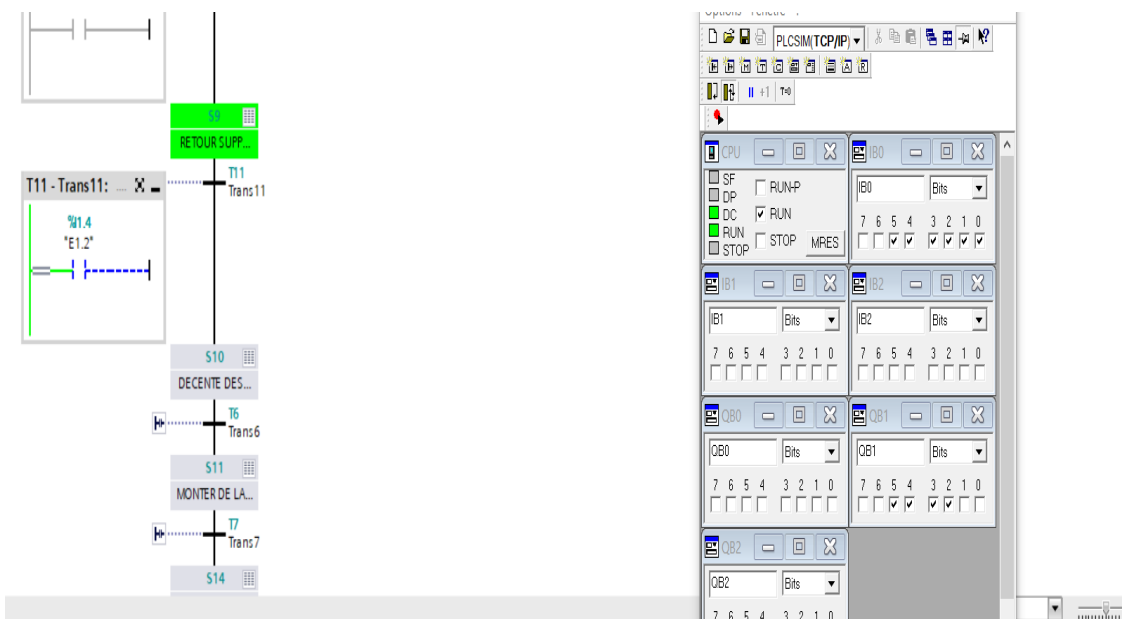 S9
RETOUR SUPP...
T11
Trans11
T11 - Trans11: ...
%I1.4
"E1.2"
S10
DECENTE DES...
T6
Trans6
S11
MONTER DE LA...
T7
Trans7
S14
PLCSIM(TCP/IP)
+1 T=0
CPU
SF
DP
DC
RUN
STOP
RUN-P
RUN
STOP
MRES
IB0
IB0 Bits
7 6 5 4 3 2 1 0
IB1
IB1 Bits
7 6 5 4 3 2 1 0
IB2
IB2 Bits
7 6 5 4 3 2 1 0
QB0
QB0 Bits
7 6 5 4 3 2 1 0
QB1
QB1 Bits
7 6 5 4 3 2 1 0
QB2
QB2 Bits
7 6 5 4 3 2 1 0